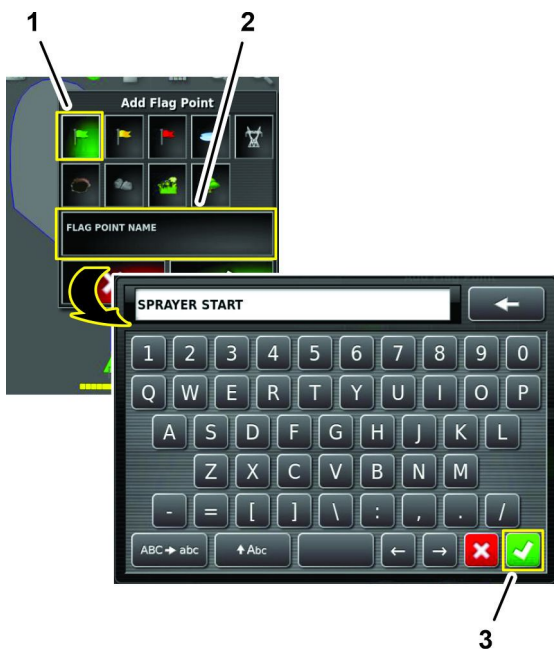 1
2
Add Flag Point
FLAG POINT NAME
SPRAYER START
1 2 3 4 5 6 7 8 9 0
Q W E R T Y U I O P
A S D F G H J K L
Z X C V B N M
- = [ ] \ : , . /
ABC → abc ↑ Abc ← →
3